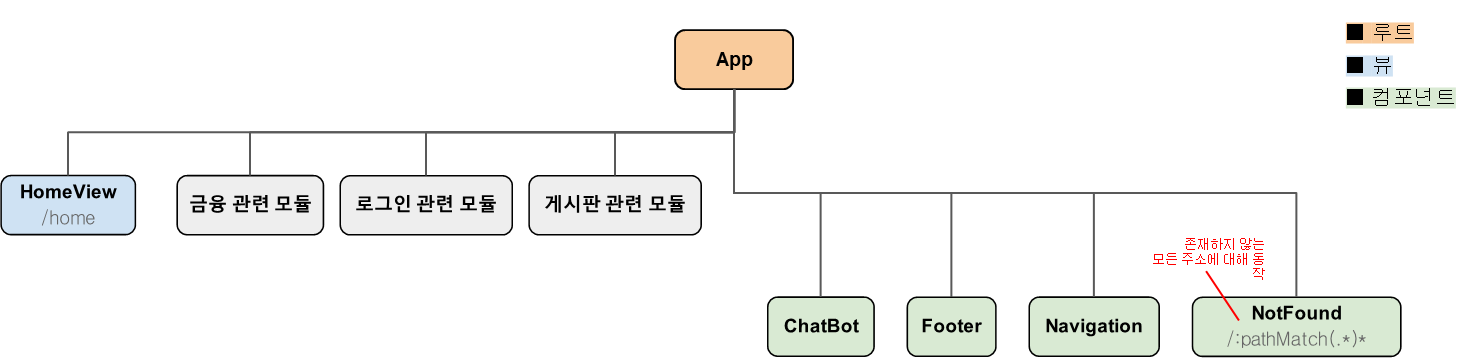 App
■ 루트
■ 뷰
■ 컴포넌트
HomeView
/home
금융 관련 모듈
로그인 관련 모듈
게시판 관련 모듈
존재하지 않는
모든 주소에 대해 동
작
ChatBot
Footer
Navigation
NotFound
/:pathMatch(.*)*